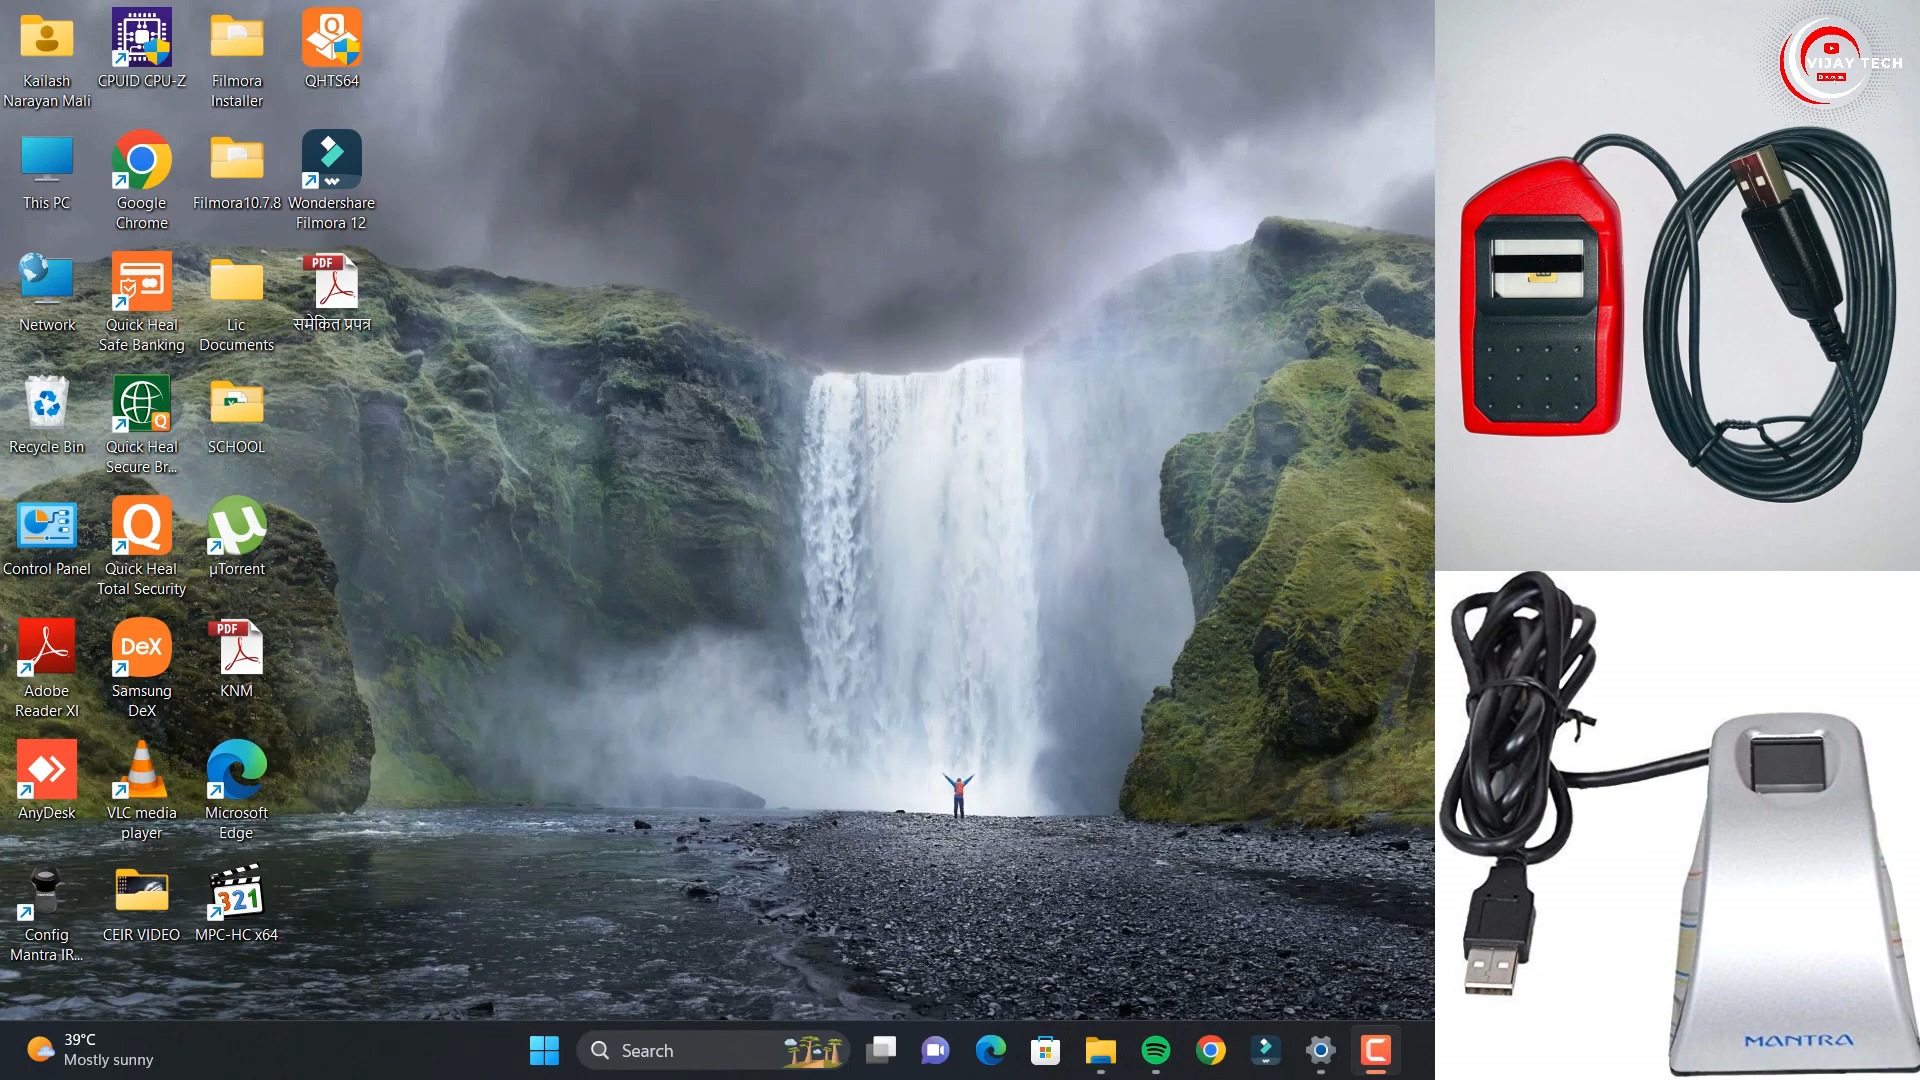 Kailash
Narayan Mali
CPUID CPU-Z
Filmora
Installer
QHTS64
This PC
Google
Chrome
Filmora10.7.8
Wondershare
Filmora 12
Network
Quick Heal
Safe Banking
Lic
Documents
PDF
समेकित प्रपत्र
Recycle Bin
Quick Heal
Secure Br...
SCHOOL
Control Panel
Quick Heal
Total Security
µTorrent
Adobe
Reader XI
DeX
Samsung
DeX
PDF
KNM
AnyDesk
VLC media
player
Microsoft
Edge
Config
Mantra IR...
CEIR VIDEO
321
MPC-HC x64
39°C
Mostly sunny
Search
VIJAY TECH
MANTRA